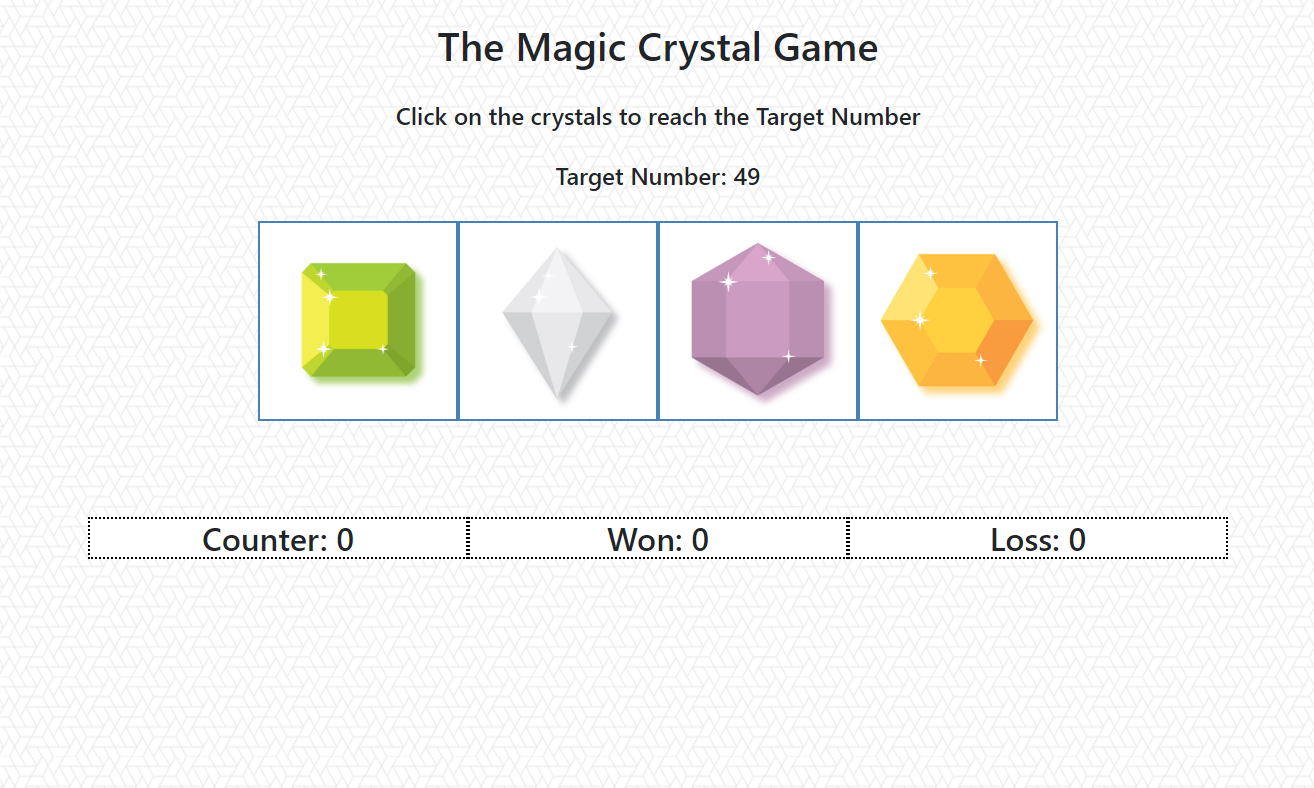 The Magic Crystal Game
Click on the crystals to reach the Target Number
Target Number: 49
Counter: 0
Won: 0
Loss: 0